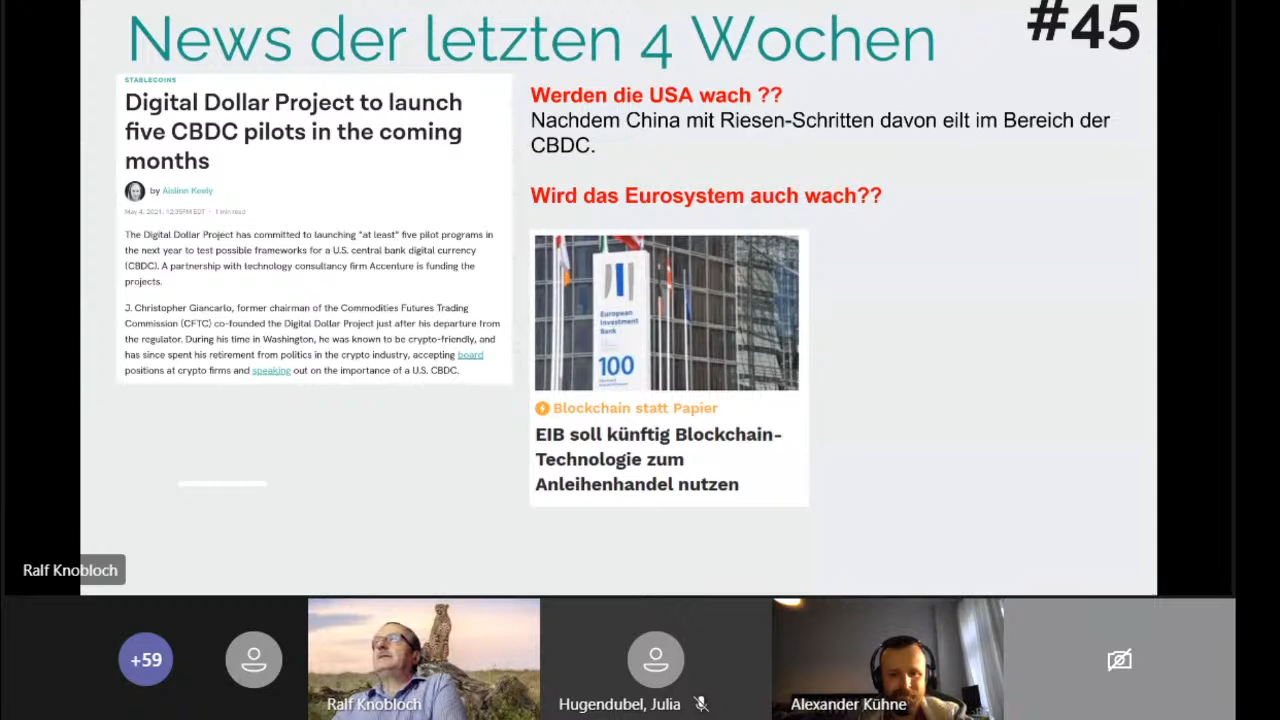 News der letzten 4 Wochen
#45
STABLECOINS
Digital Dollar Project to launch
five CBDC pilots in the coming
months
by Aislinn Keely
May 4, 2021, 12:35PM EDT · 1 min read
The Digital Dollar Project has committed to launching "at least" five pilot programs in
the next year to test possible frameworks for a U.S. central bank digital currency
(CBDC). A partnership with technology consultancy firm Accenture is funding the
projects.
J. Christopher Giancarlo, former chairman of the Commodities Futures Trading
Commission (CFTC) co-founded the Digital Dollar Project just after his departure from
the regulator. During his time in Washington, he was known to be crypto-friendly, and
has since spent his retirement from politics in the crypto industry, accepting board
positions at crypto firms and speaking out on the importance of a U.S. CBDC.
Werden die USA wach ??
Nachdem China mit Riesen-Schritten davon eilt im Bereich der
CBDC.
Wird das Eurosystem auch wach??
European
Investment
Bank
100
Blockchain statt Papier
EIB soll künftig Blockchain-
Technologie zum
Anleihenhandel nutzen
Ralf Knobloch
+59
Ralf Knobloch
Hugendubel, Julia
Alexander Kühne